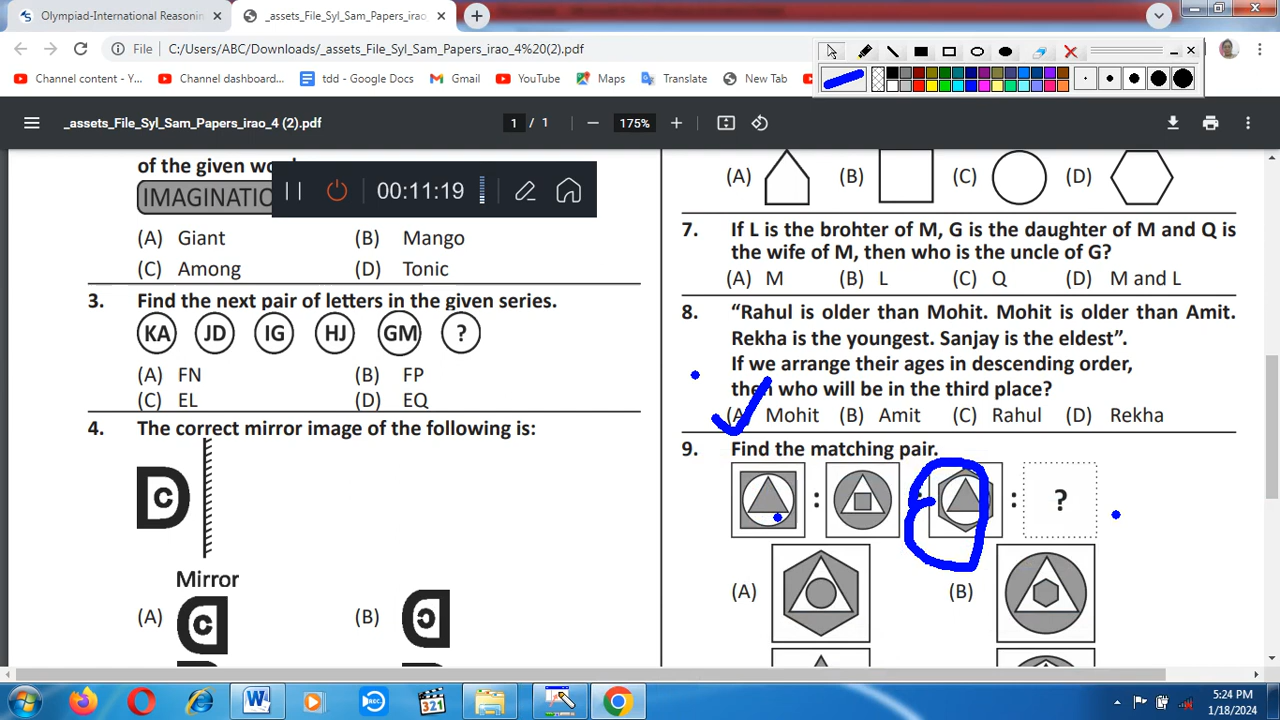 Olympiad-International Reasonin
_assets_File_Syl_Sam_Papers_irao_
File
C:/Users/ABC/Downloads/_assets_File_Syl_Sam_Papers_irao_4%20(2).pdf
Channel content - Y...
Channel dashboard...
bd - Google Docs
Gmail
YouTube
Maps
Translate
New Tab
_assets_File_Syl_Sam_Papers_irao_4 (2).pdf
1 / 1
175%
of the given wo
IMAGINATIO
00:11:19
(A) Giant (B) Mango
(C) Among (D) Tonic
3. Find the next pair of letters in the given series.
KA JD IG HJ GM ?
(A) FN (B) FP
(C) EL (D) EQ
4. The correct mirror image of the following is:
Mirror
(A) (B)
(A) (B) (C) (D)
7. If L is the brohter of M, G is the daughter of M and Q is
the wife of M, then who is the uncle of G?
(A) M (B) L (C) Q (D) M and L
8. “Rahul is older than Mohit. Mohit is older than Amit.
Rekha is the youngest. Sanjay is the eldest”.
If we arrange their ages in descending order,
then who will be in the third place?
(A) Mohit (B) Amit (C) Rahul (D) Rekha
9. Find the matching pair.
: : : ?
(A) (B)
5:24 PM
1/18/2024